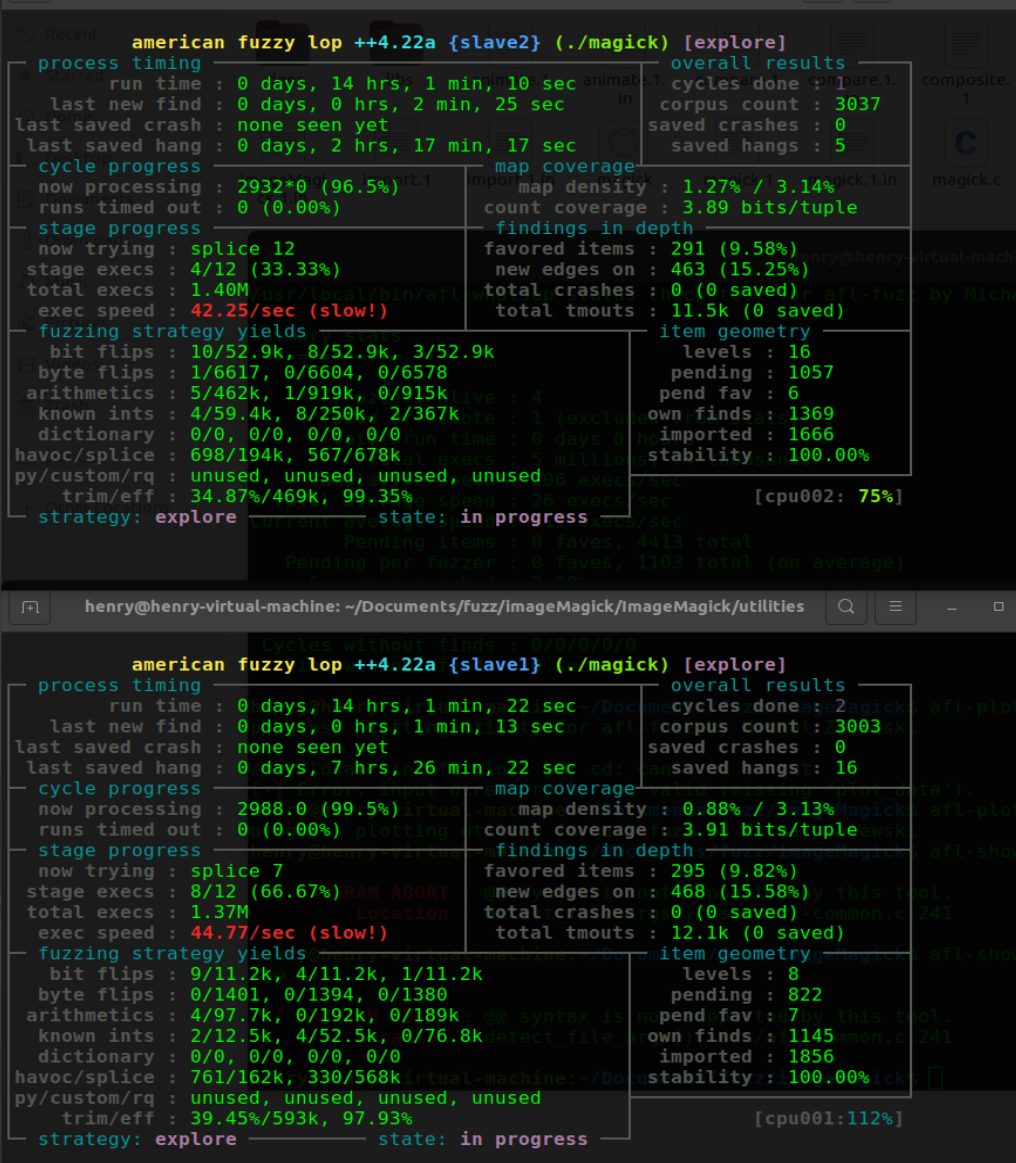 american fuzzy lop ++4.22a {slave2} (./magick) [explore]
process timing overall results
run time : 0 days, 14 hrs, 1 min, 10 sec cycles done : 1
last new find : 0 days, 0 hrs, 2 min, 25 sec corpus count : 3037
last saved crash : none seen yet saved crashes : 0
last saved hang : 0 days, 2 hrs, 17 min, 17 sec saved hangs : 5
cycle progress map coverage
now processing : 2932*0 (96.5%) map density : 1.27% / 3.14%
runs timed out : 0 (0.00%) count coverage : 3.89 bits/tuple
stage progress findings in depth
now trying : splice 12 favored items : 291 (9.58%)
stage execs : 4/12 (33.33%) new edges on : 463 (15.25%)
total execs : 1.40M total crashes : 0 (0 saved)
exec speed : 42.25/sec (slow!) total tmouts : 11.5k (0 saved)
fuzzing strategy yields item geometry
bit flips : 10/52.9k, 8/52.9k, 3/52.9k levels : 16
byte flips : 1/6617, 0/6604, 0/6578 pending : 1057
arithmetics : 5/462k, 1/919k, 0/915k pend fav : 6
known ints : 4/59.4k, 8/250k, 2/367k own finds : 1369
dictionary : 0/0, 0/0, 0/0, 0/0 imported : 1666
havoc/splice : 698/194k, 567/678k stability : 100.00%
py/custom/rq : unused, unused, unused, unused
trim/eff : 34.87%/469k, 99.35% [cpu002: 75%]
strategy: explore state: in progress
henry@henry-virtual-machine: ~/Documents/fuzz/imageMagick/ImageMagick/utilities
american fuzzy lop ++4.22a {slave1} (./magick) [explore]
process timing overall results
run time : 0 days, 14 hrs, 1 min, 22 sec cycles done : 2
last new find : 0 days, 0 hrs, 1 min, 13 sec corpus count : 3003
last saved crash : none seen yet saved crashes : 0
last saved hang : 0 days, 7 hrs, 26 min, 22 sec saved hangs : 16
cycle progress map coverage
now processing : 2988.0 (99.5%) map density : 0.88% / 3.13%
runs timed out : 0 (0.00%) count coverage : 3.91 bits/tuple
stage progress findings in depth
now trying : splice 7 favored items : 295 (9.82%)
stage execs : 8/12 (66.67%) new edges on : 468 (15.58%)
total execs : 1.37M total crashes : 0 (0 saved)
exec speed : 44.77/sec (slow!) total tmouts : 12.1k (0 saved)
fuzzing strategy yields item geometry
bit flips : 9/11.2k, 4/11.2k, 1/11.2k levels : 8
byte flips : 0/1401, 0/1394, 0/1380 pending : 822
arithmetics : 4/97.7k, 0/192k, 0/189k pend fav : 7
known ints : 2/12.5k, 4/52.5k, 0/76.8k own finds : 1145
dictionary : 0/0, 0/0, 0/0, 0/0 imported : 1856
havoc/splice : 761/162k, 330/568k stability : 100.00%
py/custom/rq : unused, unused, unused, unused
trim/eff : 39.45%/593k, 97.93% [cpu001:112%]
strategy: explore state: in progress